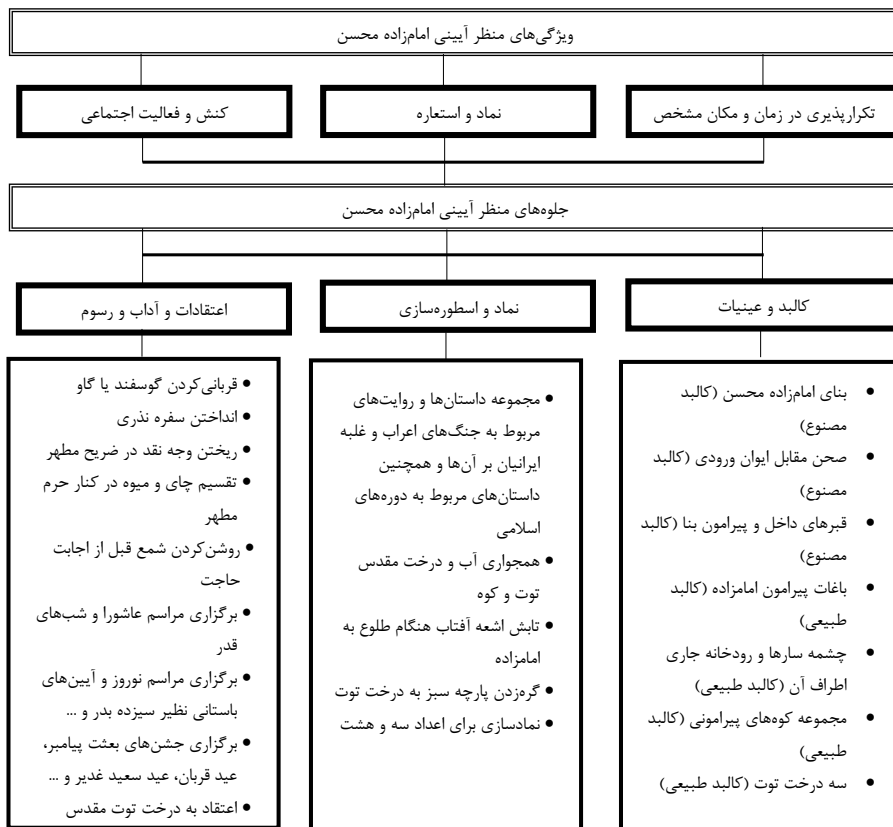 ویژگی‌های منظر آیینی امام‌زاده محسن
تکرارپذیری در زمان و مکان مشخص
نماد و استعاره
کنش و فعالیت اجتماعی
جلوه‌های منظر آیینی امام‌زاده محسن
کالبد و عینیات
نماد و اسطوره‌سازی
اعتقادات و آداب و رسوم
• بنای امام‌زاده محسن (کالبد
مصنوع)
• صحن مقابل ایوان ورودی (کالبد
مصنوع)
• قبرهای داخل و پیرامون بنا (کالبد
مصنوع)
• باغات پیرامون امامزاده (کالبد
طبیعی)
• چشمه سارها و رودخانه جاری
اطراف آن (کالبد طبیعی)
• مجموعه کوه‌های پیرامونی (کالبد
طبیعی)
• سه درخت توت (کالبد طبیعی)
• مجموعه داستان‌ها و روایت‌های
مربوط به جنگ‌های اعراب و غلبه
ایرانیان بر آن‌ها و همچنین
داستان‌های مربوط به دوره‌های
اسلامی
• همجواری آب و درخت مقدس
توت و کوه
• تابش اشعه آفتاب هنگام طلوع به
امامزاده
• گره‌زدن پارچه سبز به درخت توت
• نمادسازی برای اعداد سه و هشت
• قربانی‌کردن گوسفند یا گاو
• انداختن سفره نذری
• ریختن وجه نقد در ضریح مطهر
• تقسیم چای و میوه در کنار حرم
مطهر
• روشن‌کردن شمع قبل از اجابت
حاجت
• برگزاری مراسم عاشورا و شب‌های
قدر
• برگزاری مراسم نوروز و آیین‌های
باستانی نظیر سیزده بدر و ...
• برگزاری جشن‌های بعثت پیامبر،
عید قربان، عید سعید غدیر و ...
• اعتقاد به درخت توت مقدس